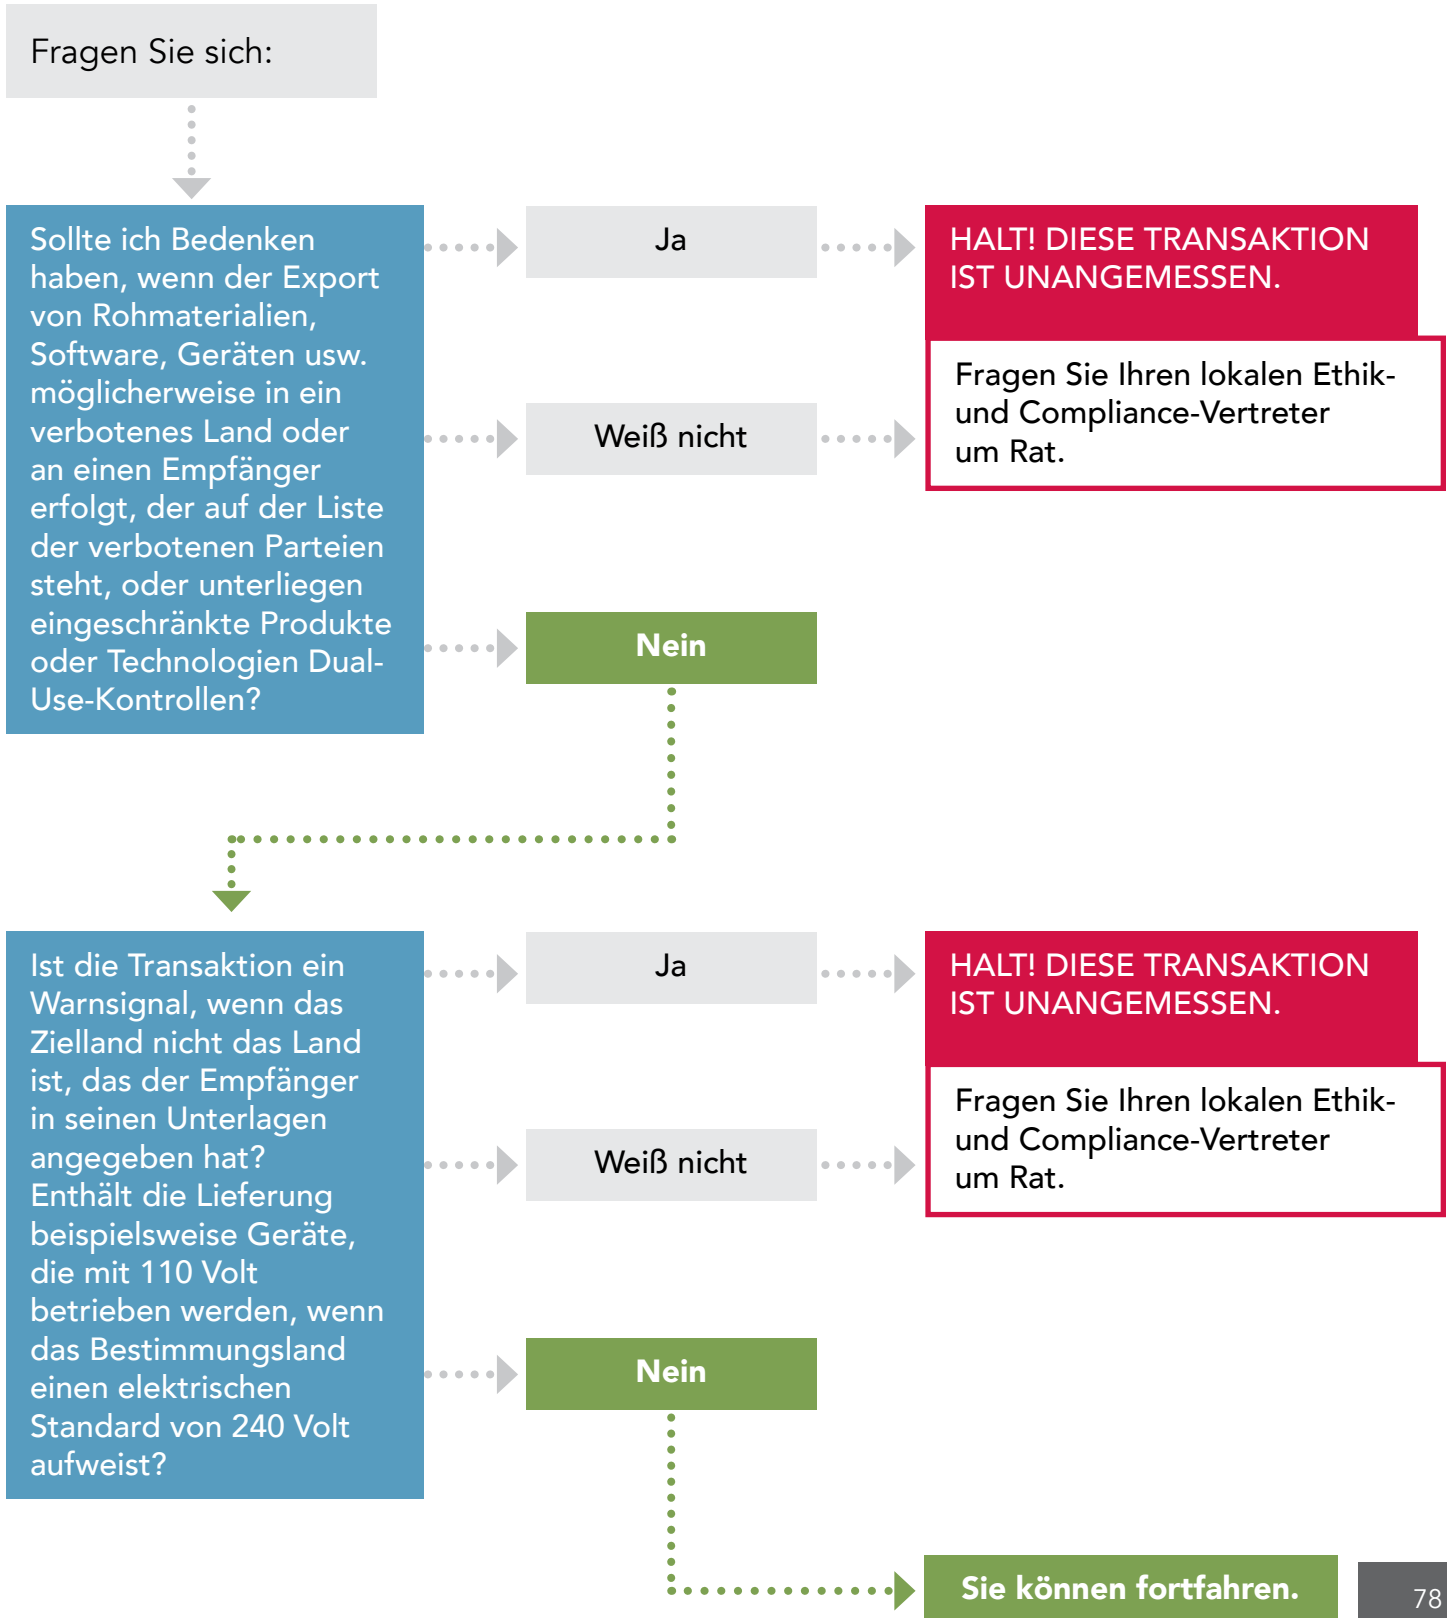 Fragen Sie sich:
Sollte ich Bedenken
haben, wenn der Export
von Rohmaterialien,
Software, Geräten usw.
möglicherweise in ein
verbotenes Land oder
an einen Empfänger
erfolgt, der auf der Liste
der verbotenen Parteien
steht, oder unterliegen
eingeschränkte Produkte
oder Technologien Dual-
Use-Kontrollen?
Ja
HALT! DIESE TRANSAKTION
IST UNANGEMESSEN.
Weiß nicht
Fragen Sie Ihren lokalen Ethik-
und Compliance-Vertreter
um Rat.
Nein
Ist die Transaktion ein
Warnsignal, wenn das
Zielland nicht das Land
ist, das der Empfänger
in seinen Unterlagen
angegeben hat?
Enthält die Lieferung
beispielsweise Geräte,
die mit 110 Volt
betrieben werden, wenn
das Bestimmungsland
einen elektrischen
Standard von 240 Volt
aufweist?
Ja
HALT! DIESE TRANSAKTION
IST UNANGEMESSEN.
Weiß nicht
Fragen Sie Ihren lokalen Ethik-
und Compliance-Vertreter
um Rat.
Nein
Sie können fortfahren.
78